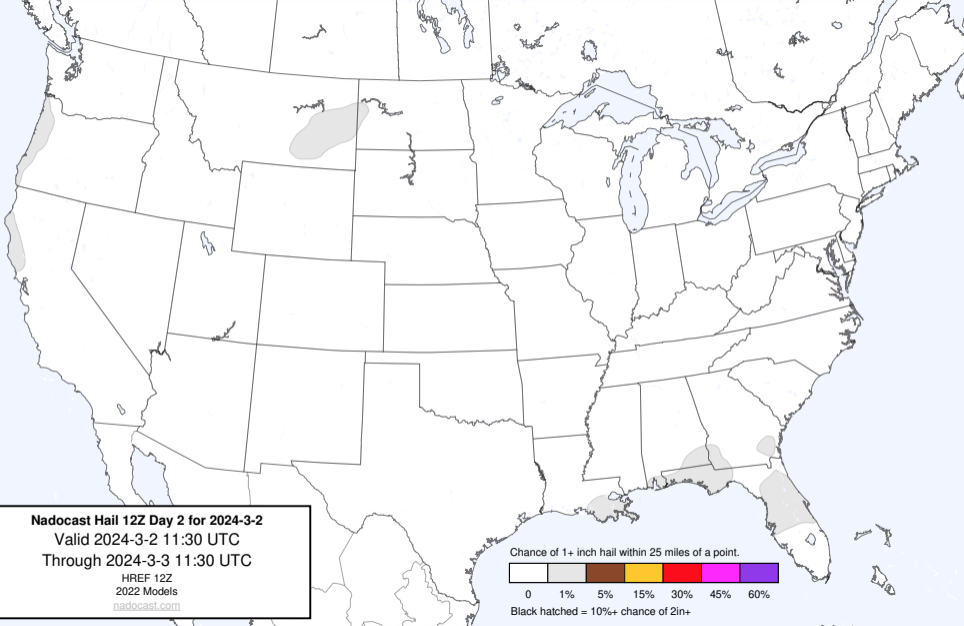 Nadocast Hail 12Z Day 2 for 2024-3-2
Valid 2024-3-2 11:30 UTC
Through 2024-3-3 11:30 UTC
HREF 12Z
2022 Models
nadocast.com
Chance of 1+ inch hail within 25 miles of a point.
0 1% 5% 15% 30% 45% 60%
Black hatched = 10%+ chance of 2in+